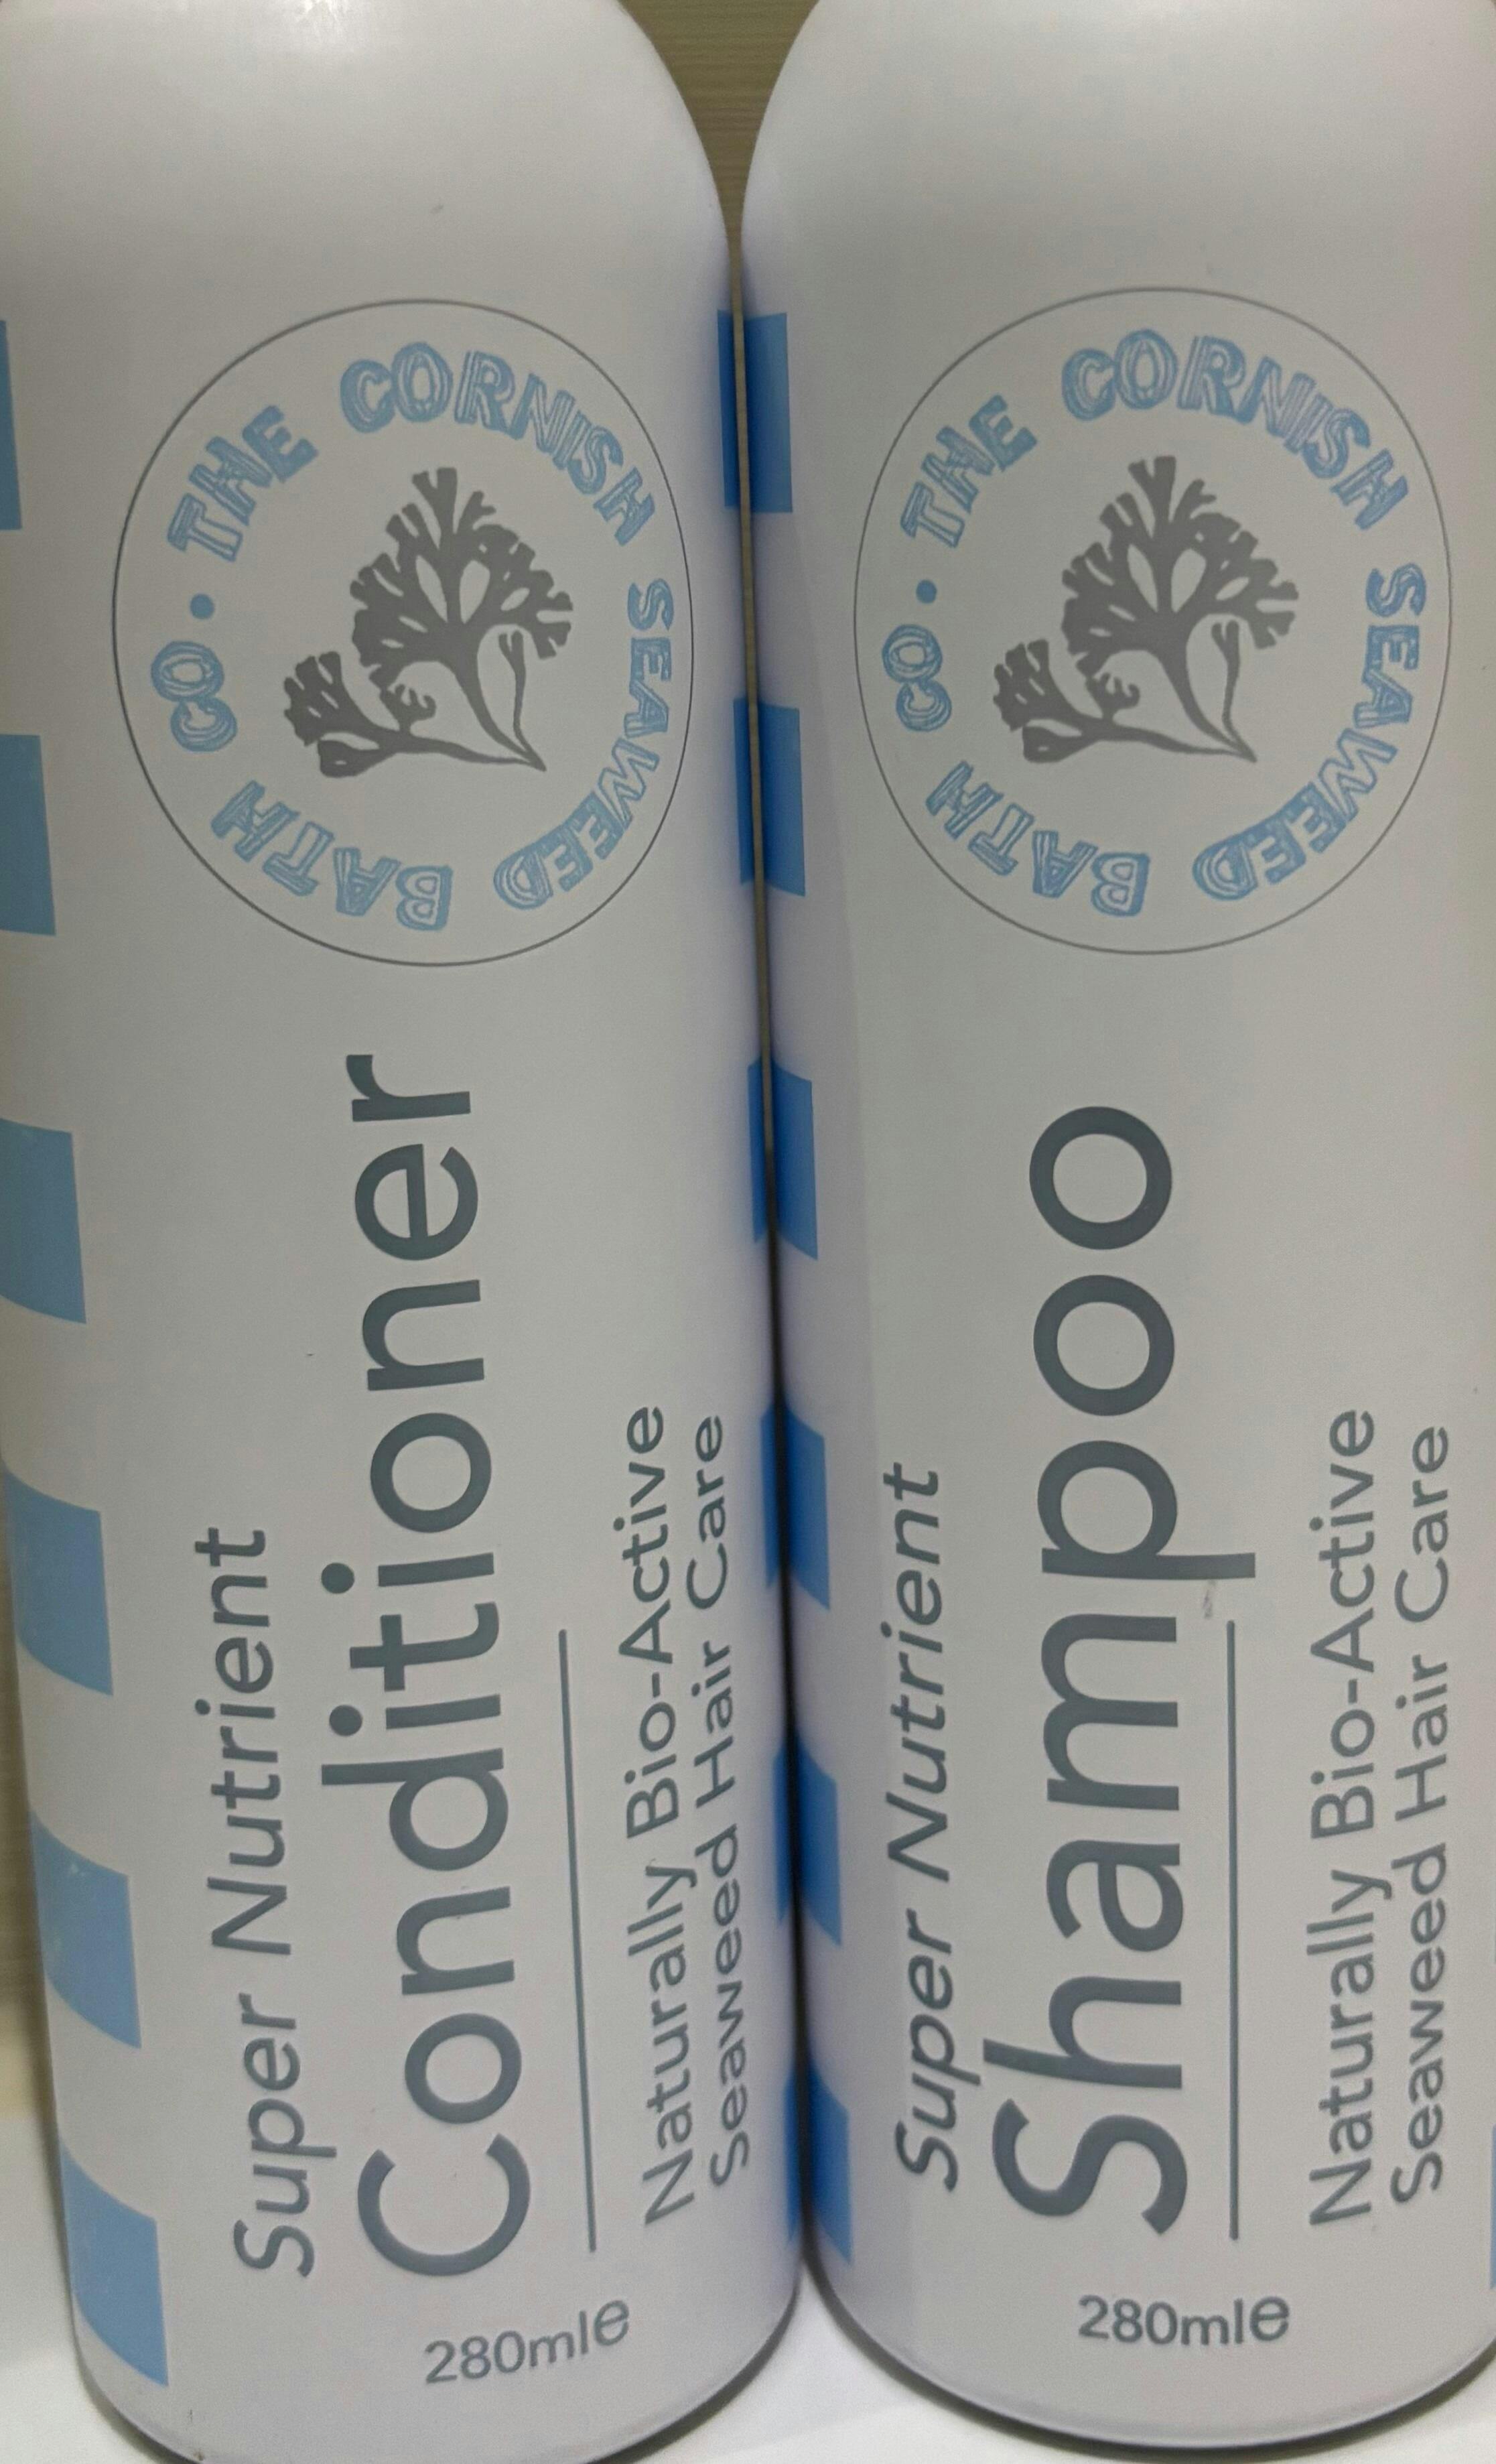 THE CORNISH SEAWEED BATH CO •
Super Nutrient
Conditioner
Naturally Bio-Active
Seaweed Hair Care
280ml℮
THE CORNISH SEAWEED BATH CO •
Super Nutrient
Shampoo
Naturally Bio-Active
Seaweed Hair Care
280ml℮